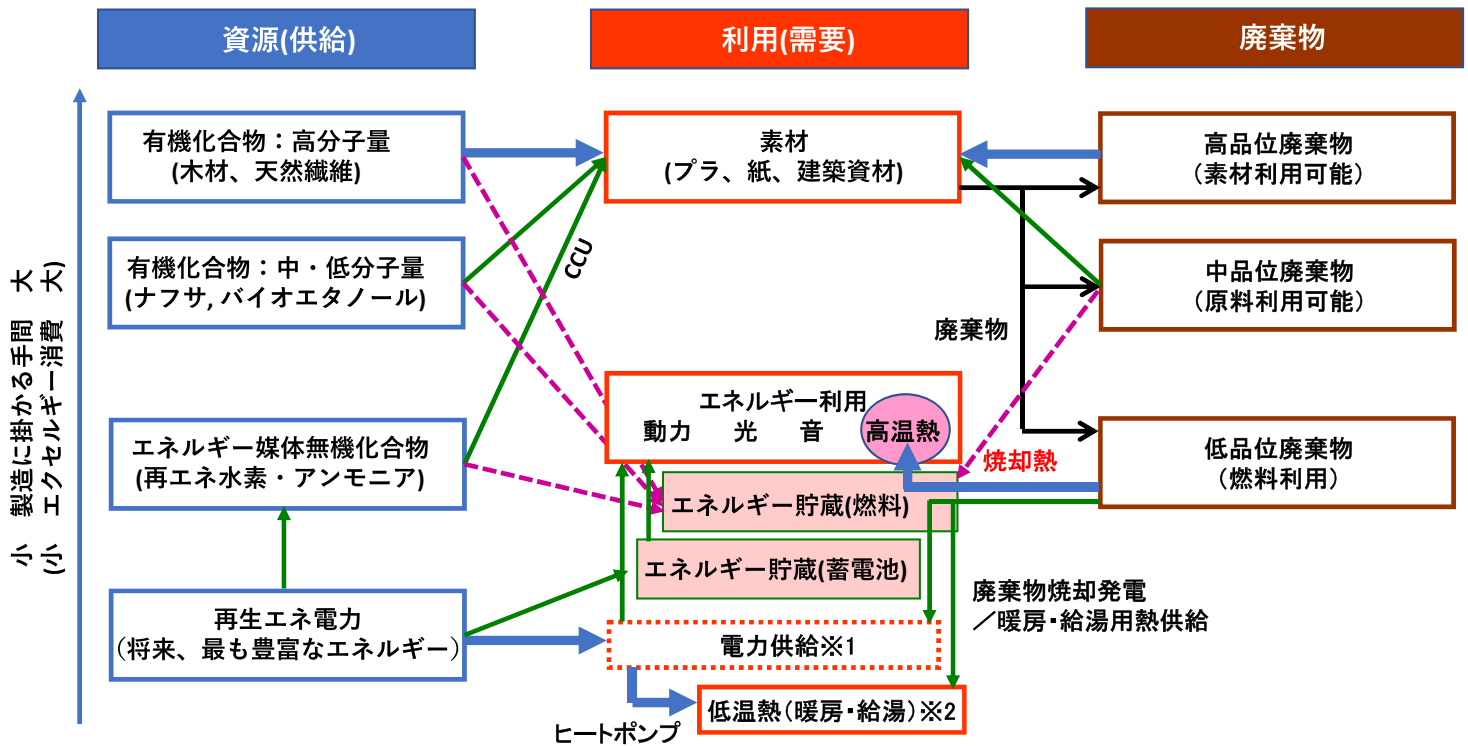 資源(供給)
利用(需要)
廃棄物
製造に掛かる手間
小
大
エクセルギー消費
(小
大)
有機化合物：高分子量
(木材、天然繊維)
有機化合物：中・低分子量
(ナフサ, バイオエタノール)
エネルギー媒体無機化合物
(再エネ水素・アンモニア)
再生エネ電力
（将来、最も豊富なエネルギー）
CCU
素材
(プラ、紙、建築資材)
エネルギー利用
動力 光 音 高温熱
エネルギー貯蔵(燃料)
エネルギー貯蔵(蓄電池)
電力供給※1
低温熱（暖房・給湯）※2
ヒートポンプ
廃棄物
焼却熱
高品位廃棄物
（素材利用可能）
中品位廃棄物
（原料利用可能）
低品位廃棄物
（燃料利用）
廃棄物焼却発電
／暖房・給湯用熱供給